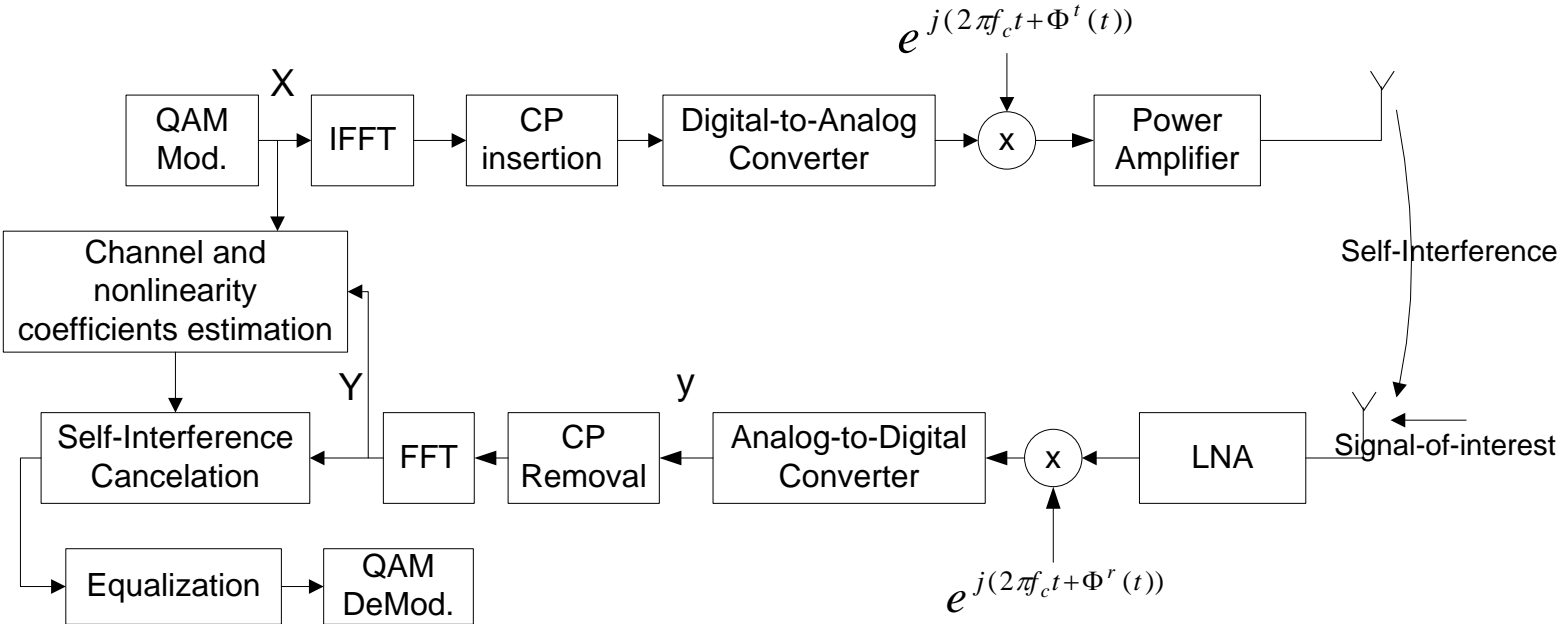 e^{j(2πf_c t+Φ^t(t))}
X
QAM
Mod.
IFFT
CP
insertion
Digital-to-Analog
Converter
x
Power
Amplifier
Channel and
nonlinearity
coefficients estimation
Self-Interference
Y
y
Self-Interference
Cancelation
FFT
CP
Removal
Analog-to-Digital
Converter
x
LNA
Signal-of-interest
Equalization
QAM
DeMod.
e^{j(2πf_c t+Φ^r(t))}